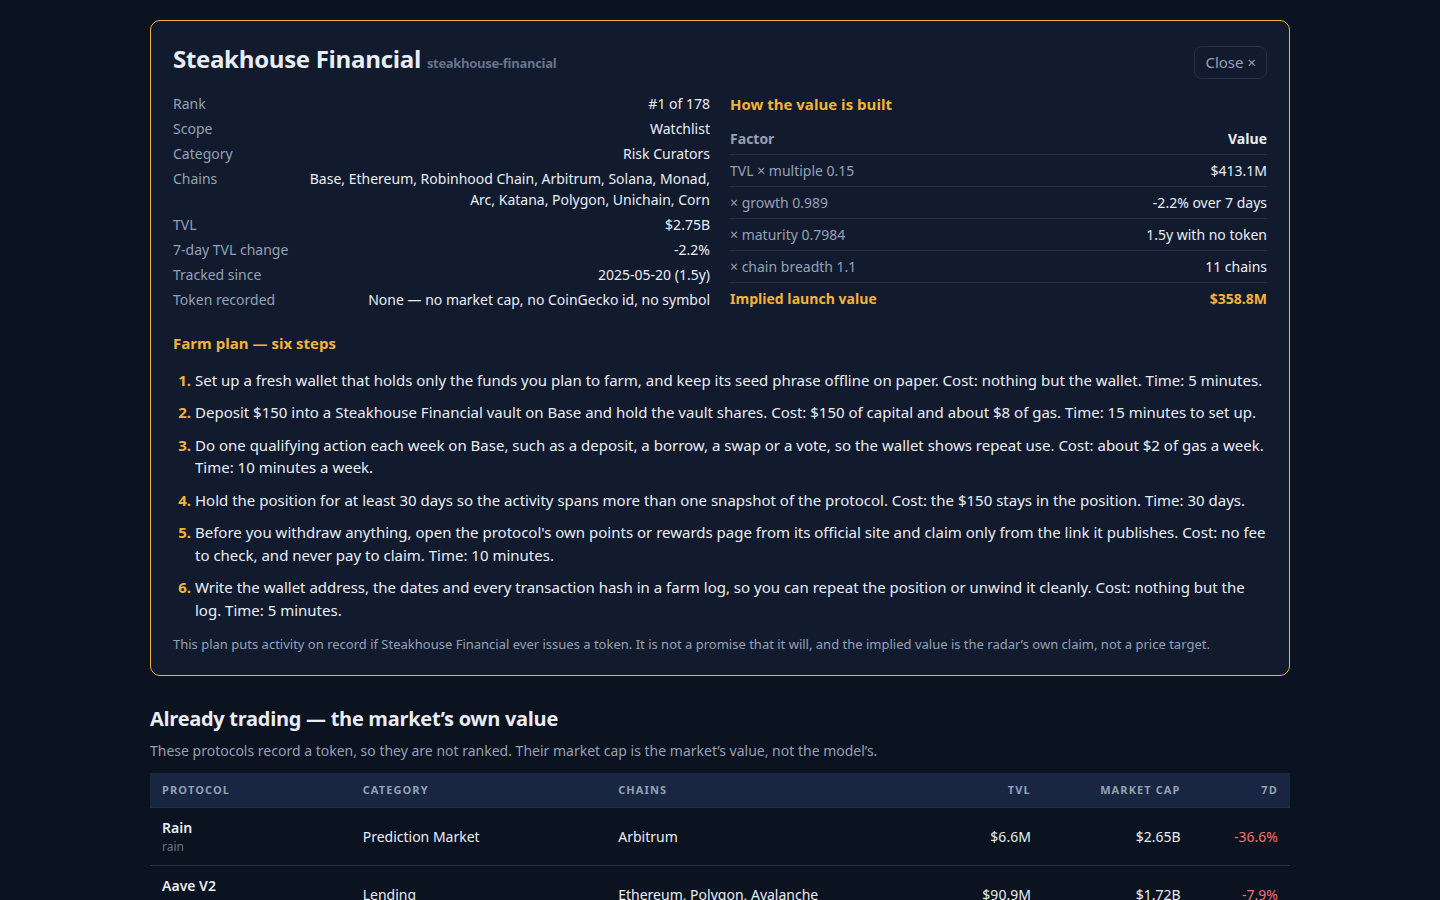 Steakhouse Financial steakhouse-financial
Close ×
Rank #1 of 178
Scope Watchlist
Category Risk Curators
Chains Base, Ethereum, Robinhood Chain, Arbitrum, Solana, Monad,
Arc, Katana, Polygon, Unichain, Corn
TVL $2.75B
7-day TVL change -2.2%
Tracked since 2025-05-20 (1.5y)
Token recorded None — no market cap, no CoinGecko id, no symbol
How the value is built
Factor Value
TVL × multiple 0.15 $413.1M
× growth 0.989 -2.2% over 7 days
× maturity 0.7984 1.5y with no token
× chain breadth 1.1 11 chains
Implied launch value $358.8M
Farm plan — six steps
1. Set up a fresh wallet that holds only the funds you plan to farm, and keep its seed phrase offline on paper. Cost: nothing but the wallet. Time: 5 minutes.
2. Deposit $150 into a Steakhouse Financial vault on Base and hold the vault shares. Cost: $150 of capital and about $8 of gas. Time: 15 minutes to set up.
3. Do one qualifying action each week on Base, such as a deposit, a borrow, a swap or a vote, so the wallet shows repeat use. Cost: about $2 of gas a week.
Time: 10 minutes a week.
4. Hold the position for at least 30 days so the activity spans more than one snapshot of the protocol. Cost: the $150 stays in the position. Time: 30 days.
5. Before you withdraw anything, open the protocol's own points or rewards page from its official site and claim only from the link it publishes. Cost: no fee
to check, and never pay to claim. Time: 10 minutes.
6. Write the wallet address, the dates and every transaction hash in a farm log, so you can repeat the position or unwind it cleanly. Cost: nothing but the
log. Time: 5 minutes.
This plan puts activity on record if Steakhouse Financial ever issues a token. It is not a promise that it will, and the implied value is the radar's own claim, not a price target.
Already trading — the market’s own value
These protocols record a token, so they are not ranked. Their market cap is the market’s value, not the model’s.
PROTOCOL CATEGORY CHAINS TVL MARKET CAP 7D
Rain Prediction Market Arbitrum $6.6M $2.65B -36.6%
rain
Aave V2 Lending Ethereum, Polygon, Avalanche $90.9M $1.72B -7.9%